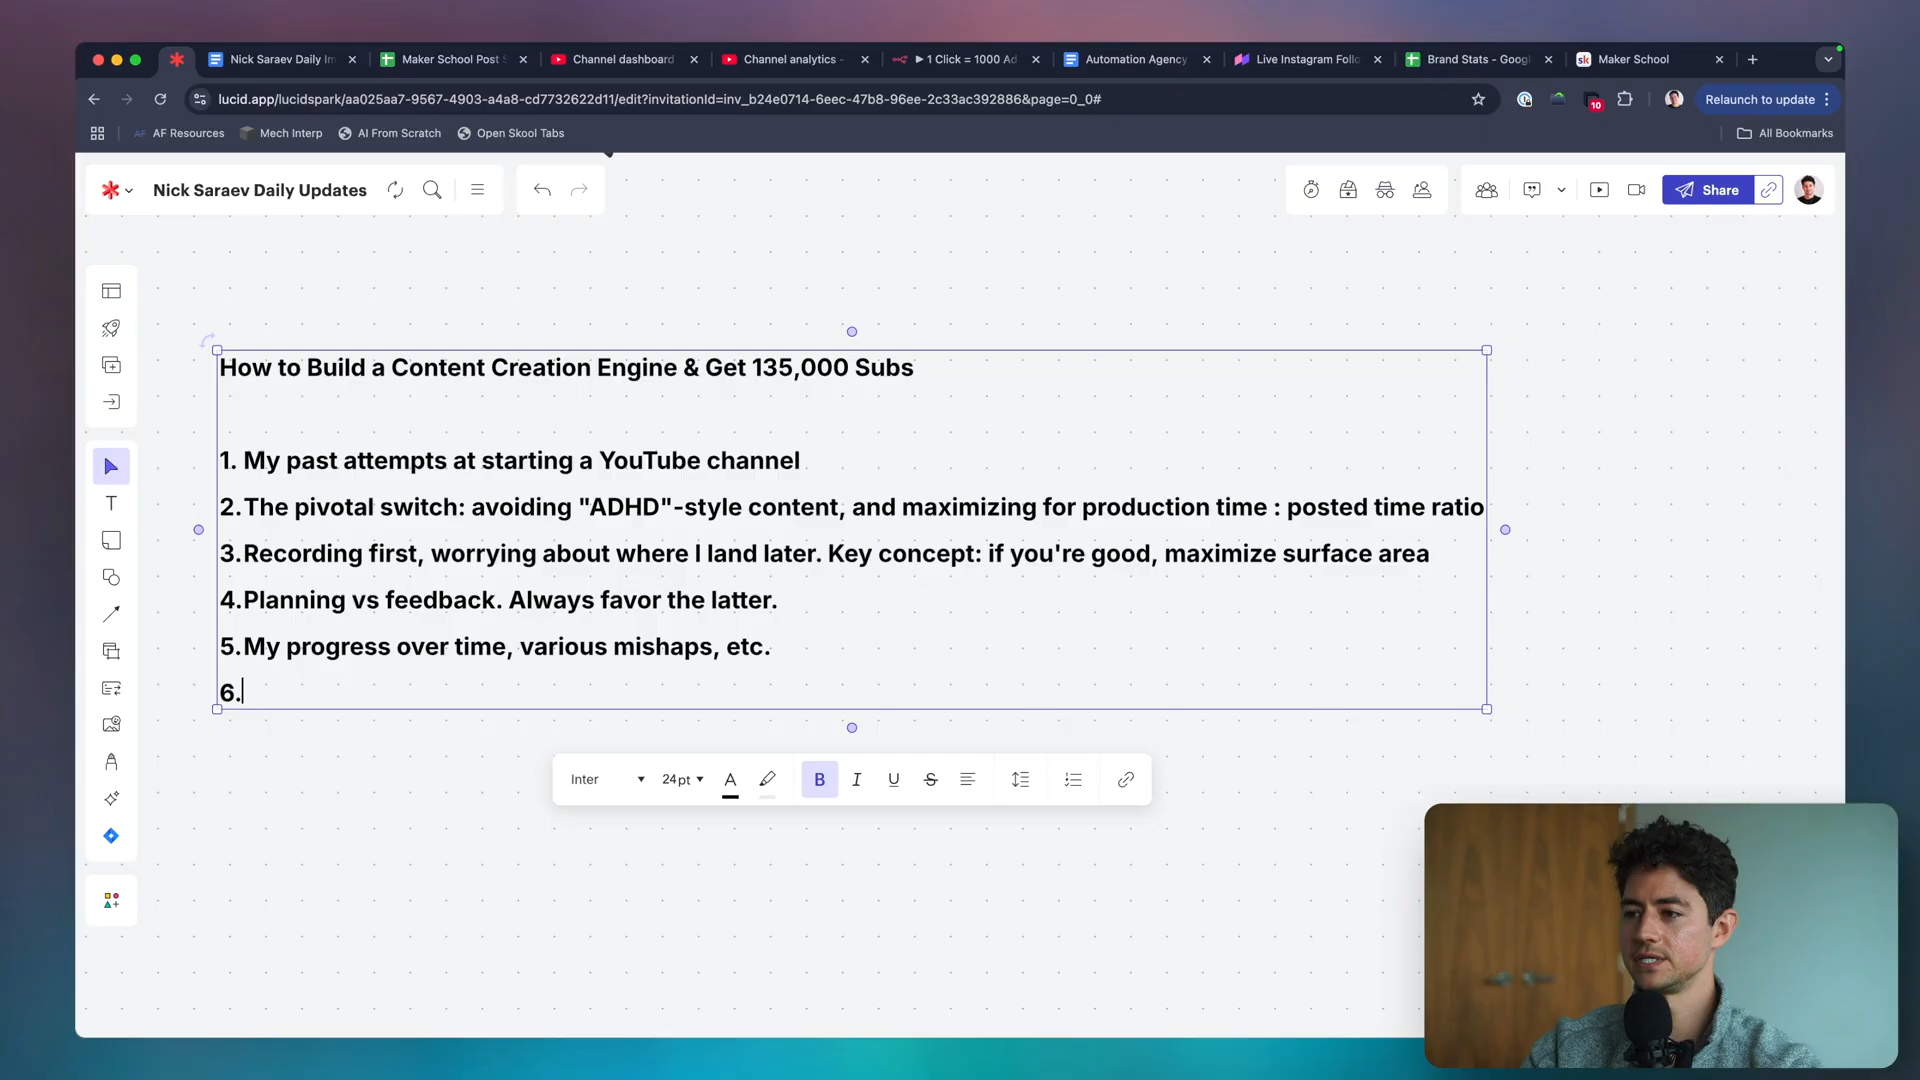 Nick Saraev Daily Im
Maker School Post S
Channel dashboard
Channel analytics -
1 Click = 1000 Ad
Automation Agency
Live Instagram Follo
Brand Stats - Googl
sk
Maker School
lucid.app/lucidspark/aa025aa7-9567-4903-a4a8-cd7732622d11/edit?invitationId=inv_b24e0714-6eec-47b8-96ee-2c33ac392886&page=0_0#
10
Relaunch to update
AF
AF Resources
Mech Interp
AI From Scratch
Open Skool Tabs
All Bookmarks
Nick Saraev Daily Updates
Share
How to Build a Content Creation Engine & Get 135,000 Subs
1. My past attempts at starting a YouTube channel
2. The pivotal switch: avoiding "ADHD"-style content, and maximizing for production time : posted time ratio
3. Recording first, worrying about where I land later. Key concept: if you're good, maximize surface area
4. Planning vs feedback. Always favor the latter.
5. My progress over time, various mishaps, etc.
6.
Inter
24pt
A
B
I
U
S